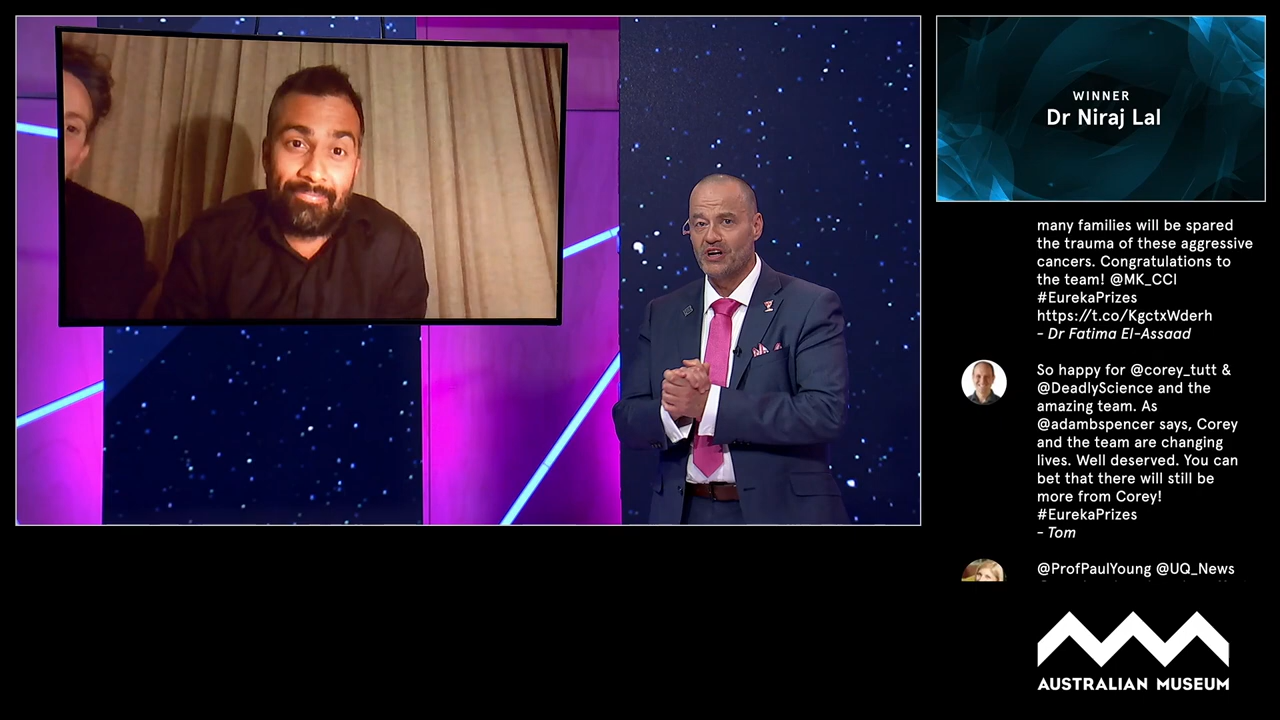 WINNER
Dr Niraj Lal
many families will be spared
the trauma of these aggressive
cancers. Congratulations to
the team! @MK_CCI
#EurekaPrizes
https://t.co/KgctxWderh
- Dr Fatima El-Assaad
So happy for @corey_tutt &
@DeadlyScience and the
amazing team. As
@adambspencer says, Corey
and the team are changing
lives. Well deserved. You can
bet that there will still be
more from Corey!
#EurekaPrizes
- Tom
@ProfPaulYoung @UQ_News
AUSTRALIAN MUSEUM